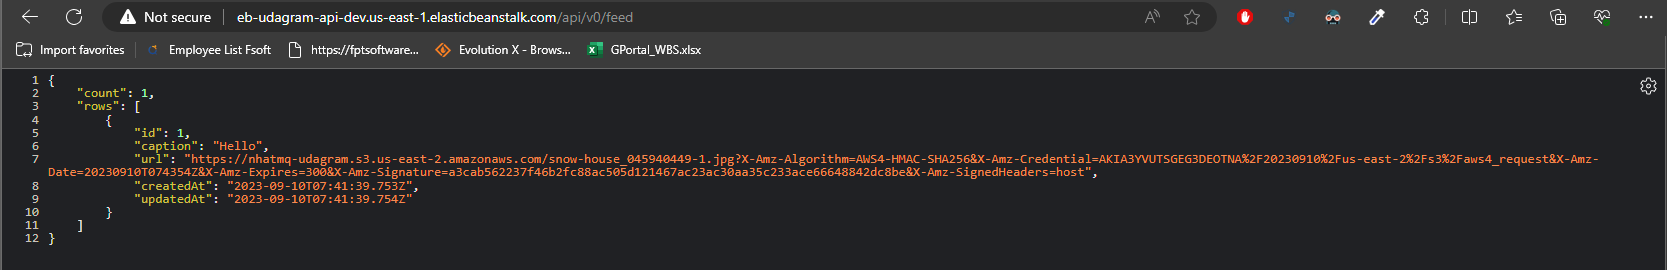 Not secure eb-udagram-api-dev.us-east-1.elasticbeanstalk.com/api/v0/feed
Import favorites Employee List Fsoft https://fptsoftware... Evolution X - Brows... GPortal_WBS.xlsx
1 {
2 "count": 1,
3 "rows": [
4 {
5 "id": 1,
6 "caption": "Hello",
7 "url": "https://nhatmq-udagram.s3.us-east-2.amazonaws.com/snow-house_045940449-1.jpg?X-Amz-Algorithm=AWS4-HMAC-SHA256&X-Amz-Credential=AKIA3YVUTSGEG3DEOTNA%2F20230910%2Fus-east-2%2Fs3%2Faws4_request&X-Amz-
Date=20230910T074354Z&X-Amz-Expires=300&X-Amz-Signature=a3cab562237f46b2fc88ac505d121467ac23ac30aa35c233ace66648842dc8be&X-Amz-SignedHeaders=host",
8 "createdAt": "2023-09-10T07:41:39.753Z",
9 "updatedAt": "2023-09-10T07:41:39.754Z"
10 }
11 ]
12 }